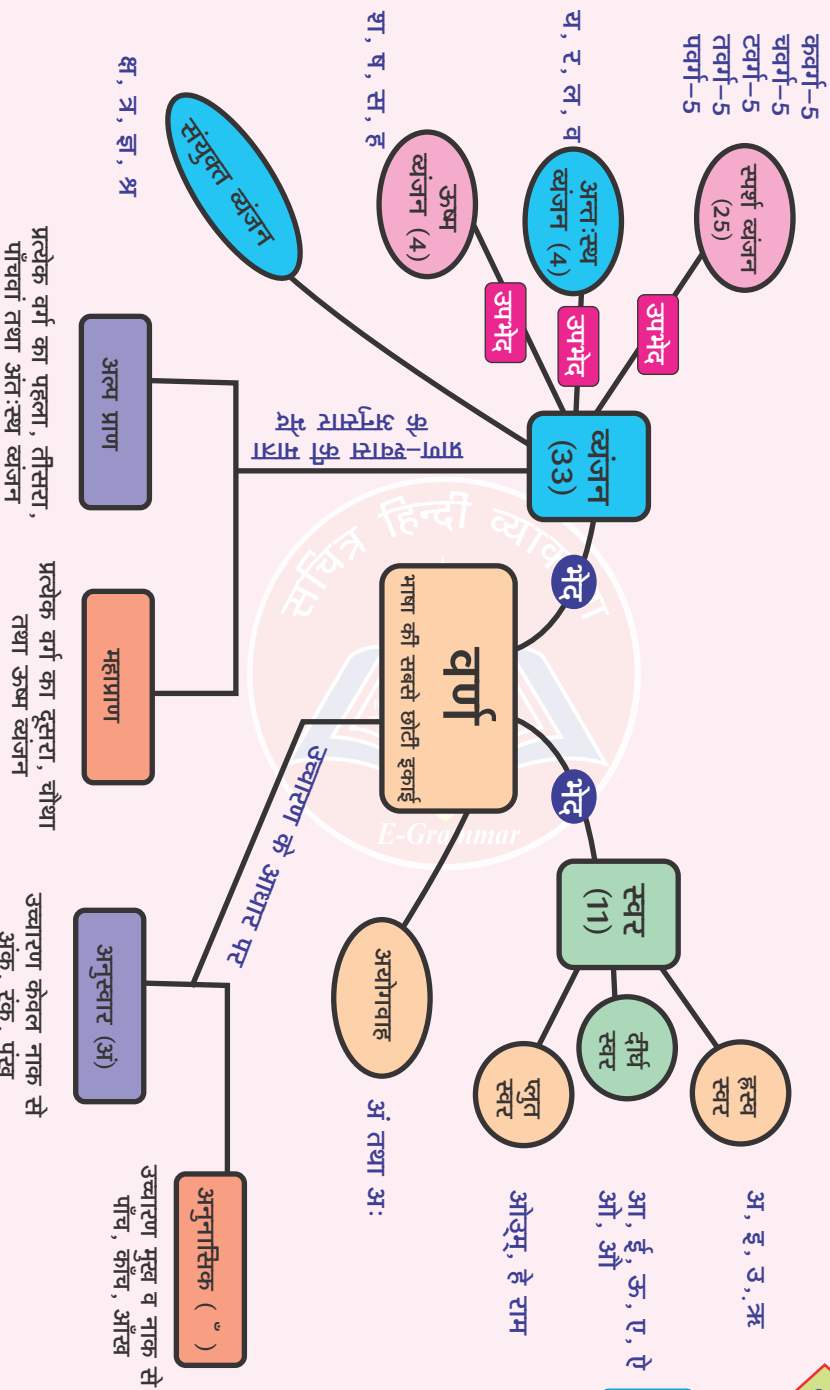 कवर्ग–5
चवर्ग–5
टवर्ग–5
तवर्ग–5
पवर्ग–5
स्पर्श व्यंजन
(25)
उपभेद
य, र, ल, व
अन्तःस्थ
व्यंजन (4)
उपभेद
श, ष, स, ह
ऊष्म
व्यंजन (4)
उपभेद
क्ष, त्र, ज्ञ, श्र
संयुक्त व्यंजन
व्यंजन
(33)
प्राण–श्वास की मात्रा
के अनुसार भेद
अल्प प्राण
प्रत्येक वर्ग का पहला, तीसरा,
पाँचवां तथा अंतःस्थ व्यंजन
महाप्राण
प्रत्येक वर्ग का दूसरा, चौथा
तथा ऊष्म व्यंजन
भेद
वर्ण
भाषा की सबसे छोटी इकाई
भेद
स्वर
(11)
ह्रस्व
स्वर
अ, इ, उ, ऋ
दीर्घ
स्वर
आ, ई, ऊ, ए, ऐ
ओ, औ
प्लुत
स्वर
ओउम्, हे राम
अयोगवाह
अं तथा अः
उच्चारण के आधार पर
अनुस्वार (अं)
उच्चारण केवल नाक से
अंक, रंक, पंख
अनुनासिक ( ँ )
उच्चारण मुख व नाक से
पाँच, काँच, आँख
सचित्र हिन्दी व्याकरण
E-Grammar